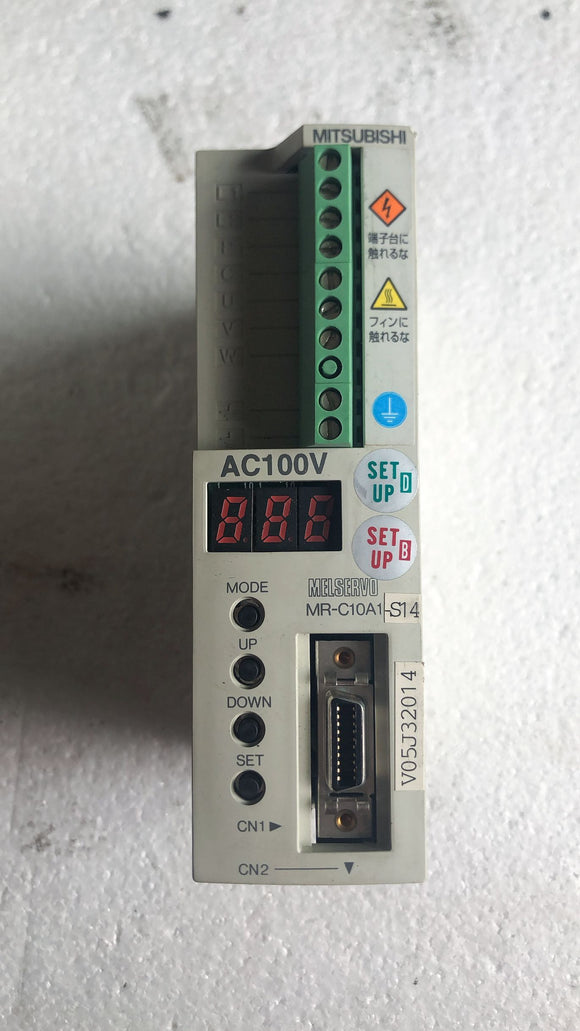 MITSUBISHI
端子台に
触れるな
フィンに
触れるな
U
V
W
AC100V
SET UP D
SET UP B
MODE
MELSERVO
MR-C10A1-S14
UP
DOWN
SET
V05J32014
CN1
CN2